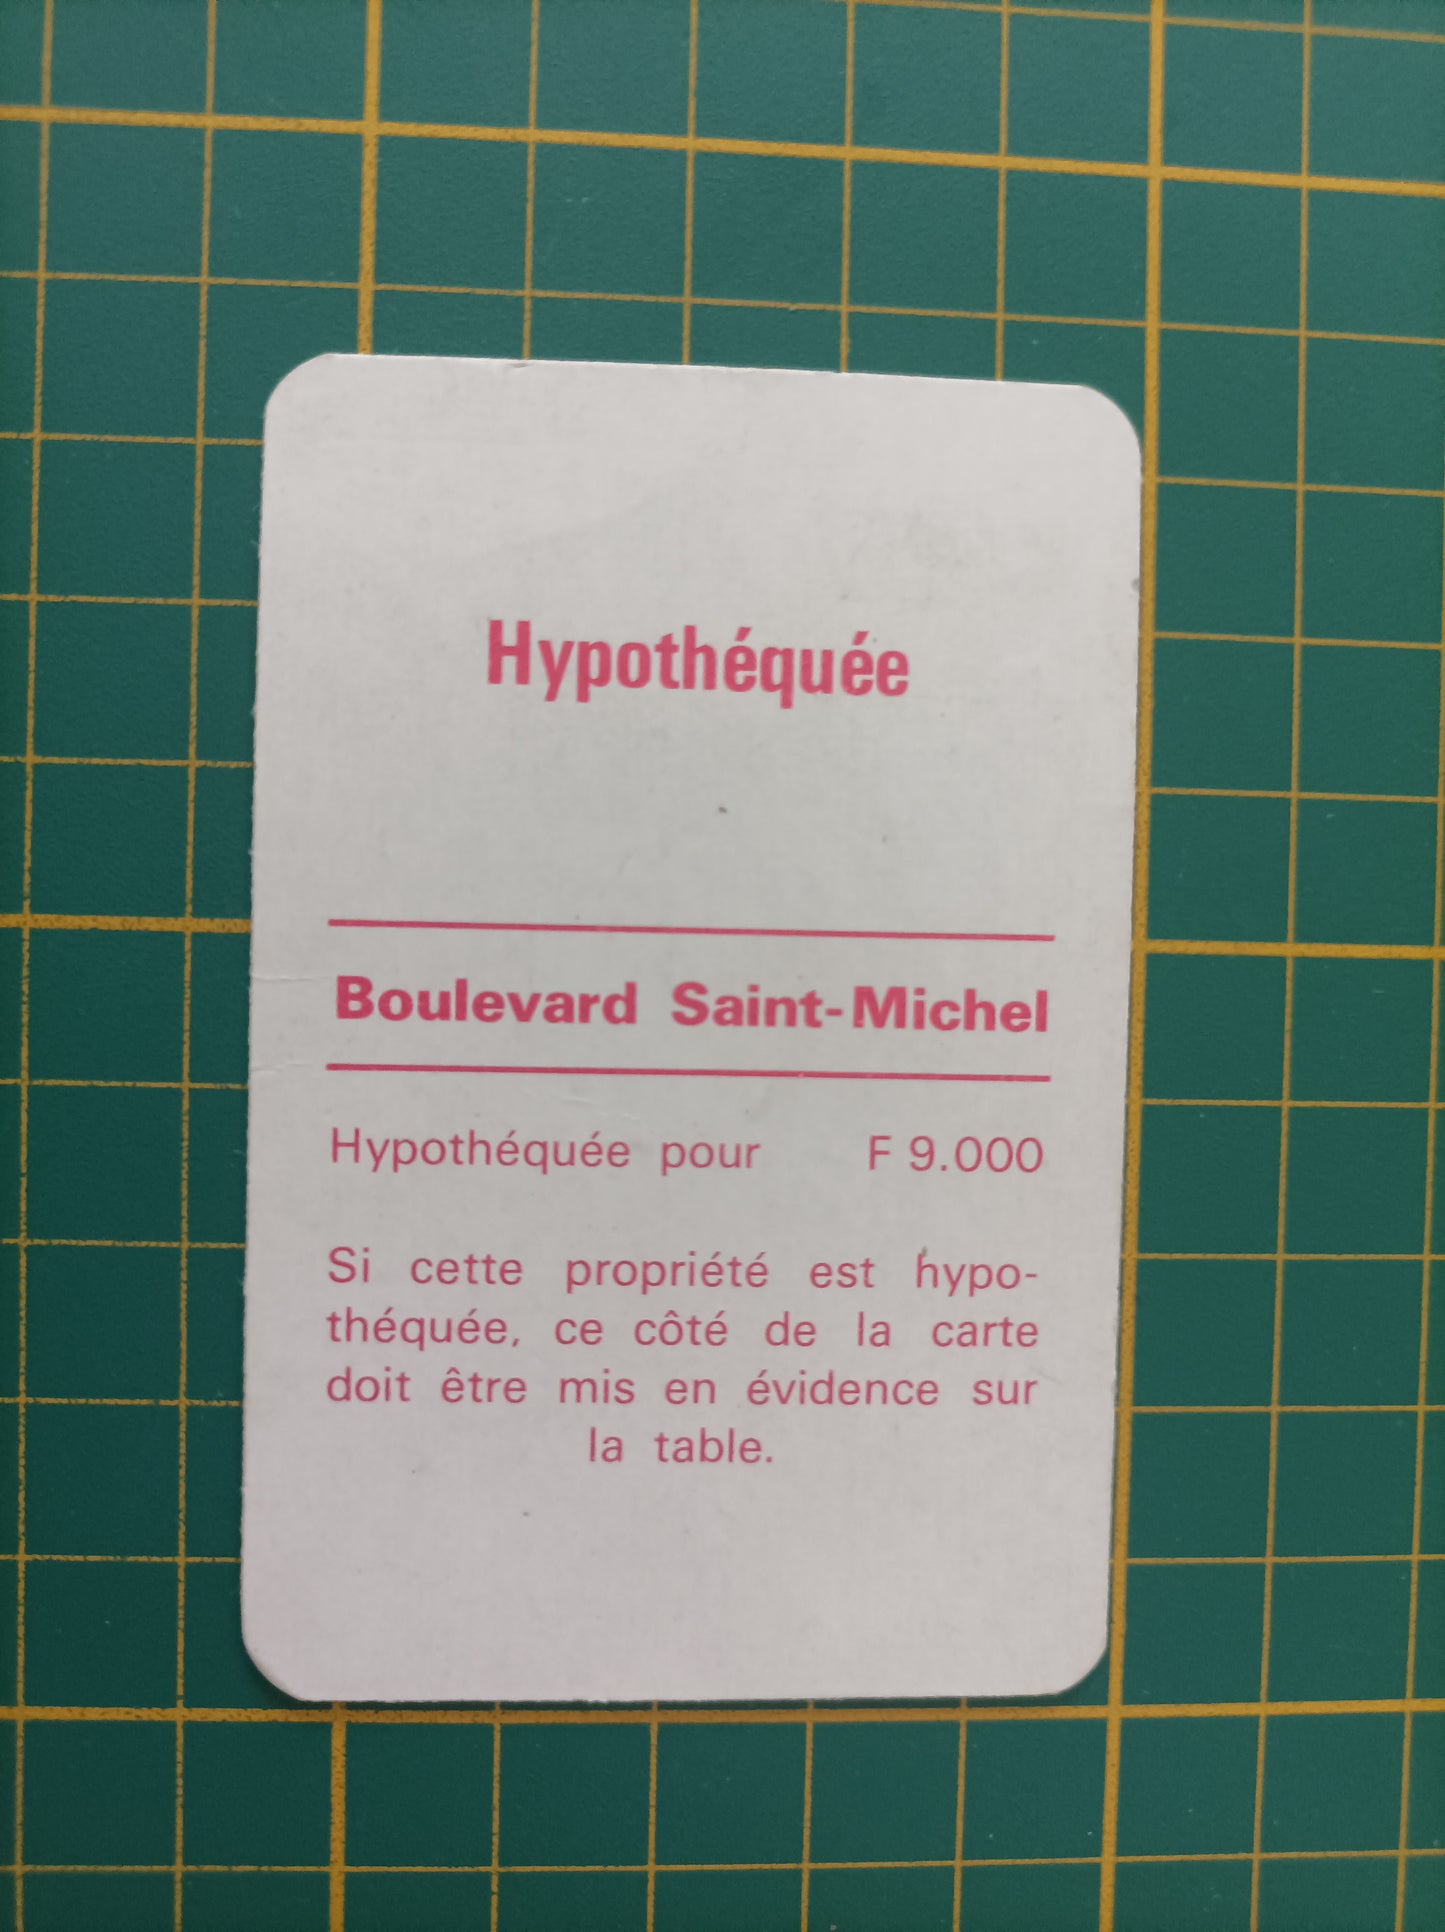 Hypothéquée
Boulevard Saint-Michel
Hypothéquée pour F 9.000
Si cette propriété est hypo-
théquée, ce côté de la carte
doit être mis en évidence sur
la table.